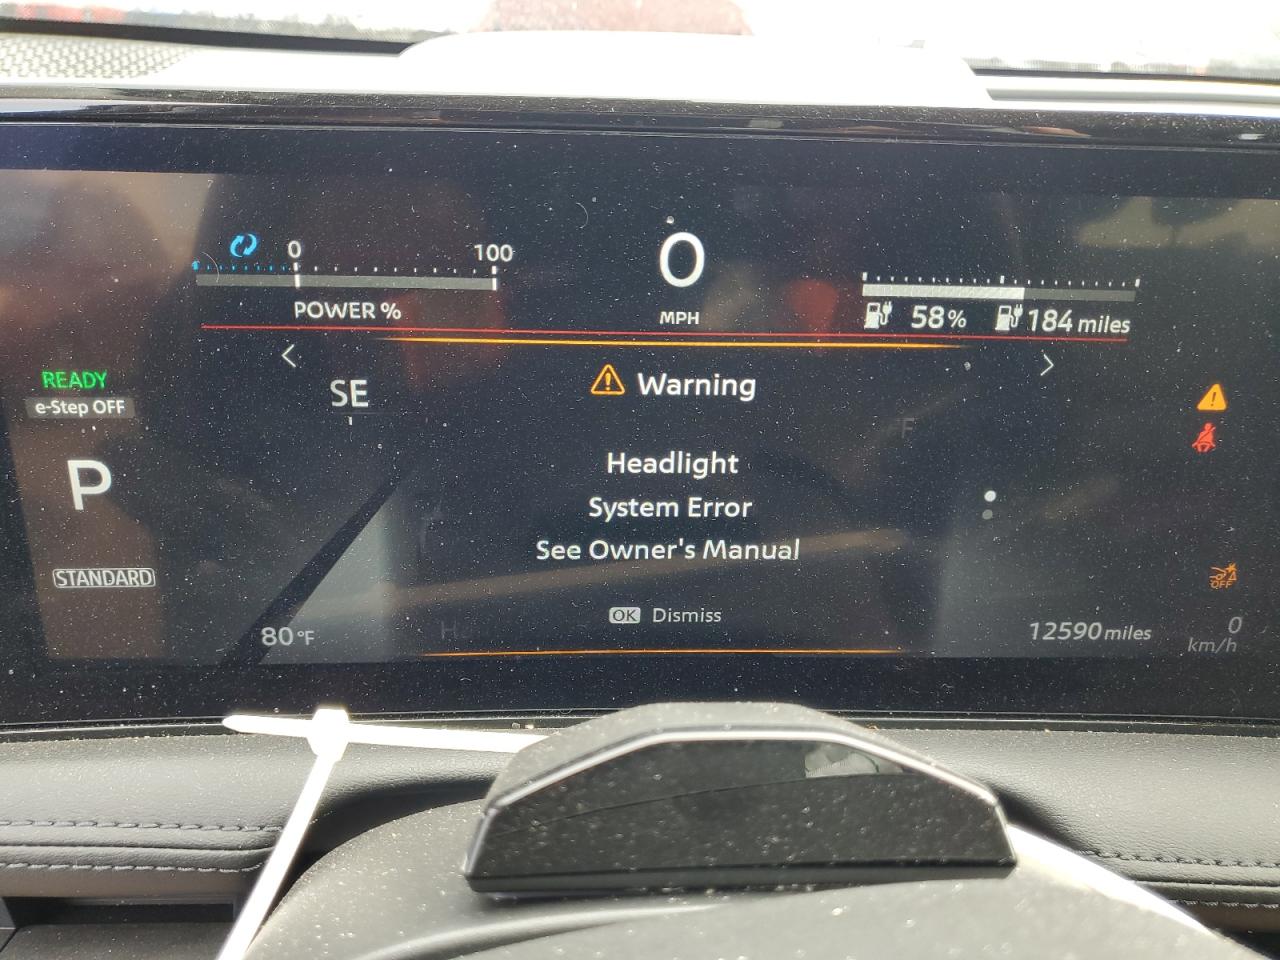 0
100
POWER %
0
MPH
58%
184 miles
READY
e-Step OFF
SE
Warning
F
P
Headlight
System Error
See Owner's Manual
STANDARD
OFF
OK Dismiss
80°F
12590 miles
0
km/h